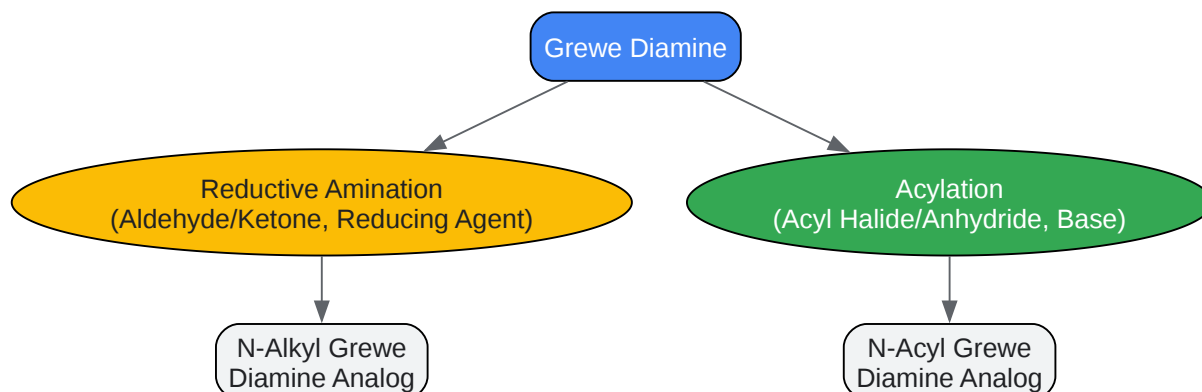 Grewe Diamine
Reductive Amination
(Aldehyde/Ketone, Reducing Agent)
Acylation
(Acyl Halide/Anhydride, Base)
N-Alkyl Grewe
Diamine Analog
N-Acyl Grewe
Diamine Analog